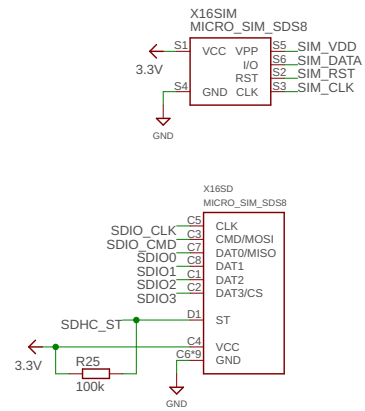 X16SIM
MICRO_SIM_SDS8
S1 VCC VPP S5 SIM_VDD
3.3V I/O S6 SIM_DATA
RST S2 SIM_RST
S4 GND CLK S3 SIM_CLK
GND
X16SD
MICRO_SIM_SDS8
SDIO_CLK C5 CLK
SDIO_CMD C3 CMD/MOSI
SDIO0 C7 DAT0/MISO
SDIO1 C8 DAT1
SDIO2 C1 DAT2
SDIO3 C2 DAT3/CS
SDHC_ST D1 ST
C4 VCC
3.3V R25 C6*9 GND
100k
GND